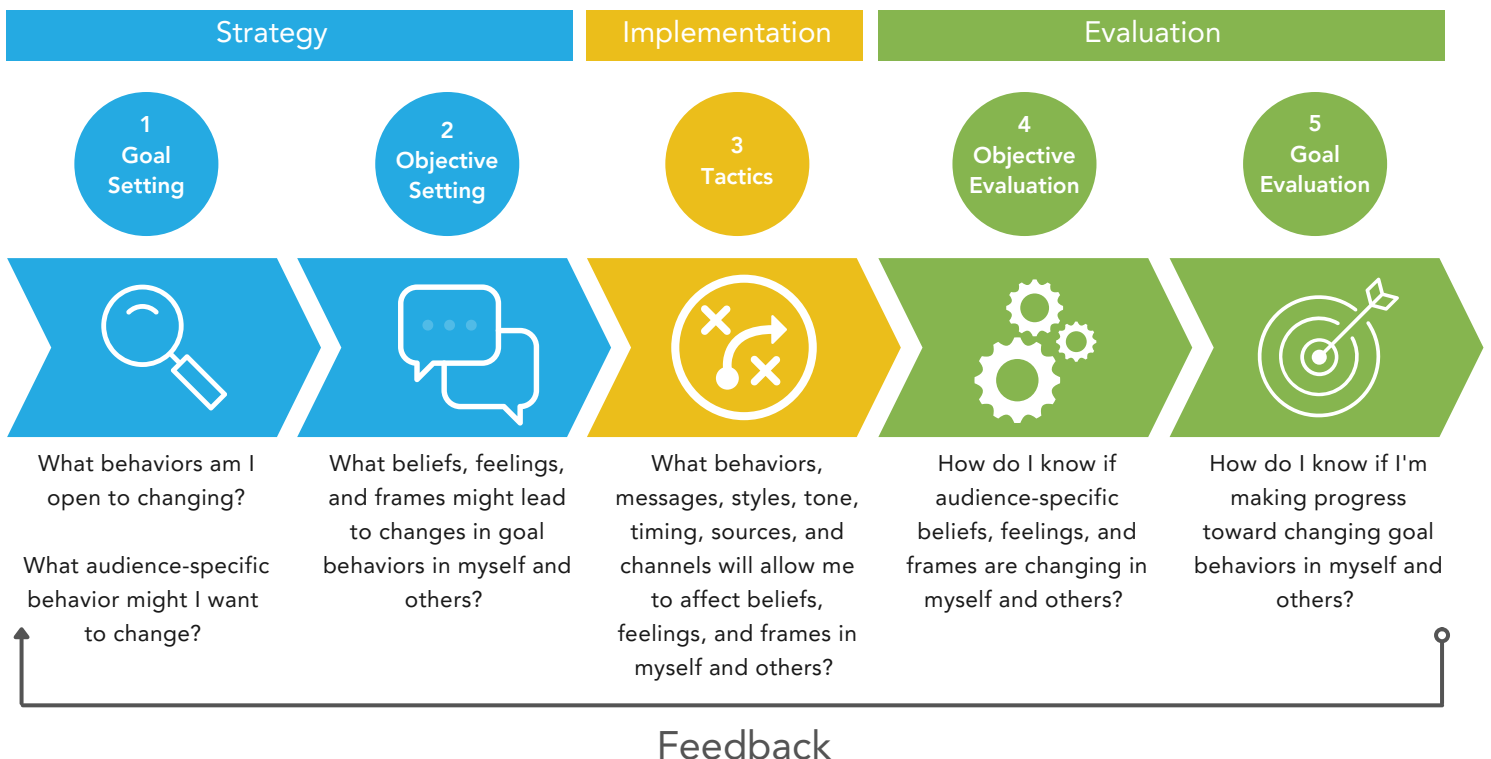 Strategy
Implementation
Evaluation
1
Goal
Setting
2
Objective
Setting
3
Tactics
4
Objective
Evaluation
5
Goal
Evaluation
What behaviors am I
open to changing?
What audience-specific
behavior might I want
to change?
What beliefs, feelings,
and frames might lead
to changes in goal
behaviors in myself and
others?
What behaviors,
messages, styles, tone,
timing, sources, and
channels will allow me
to affect beliefs,
feelings, and frames in
myself and others?
How do I know if
audience-specific
beliefs, feelings, and
frames are changing in
myself and others?
How do I know if I'm
making progress
toward changing goal
behaviors in myself and
others?
Feedback